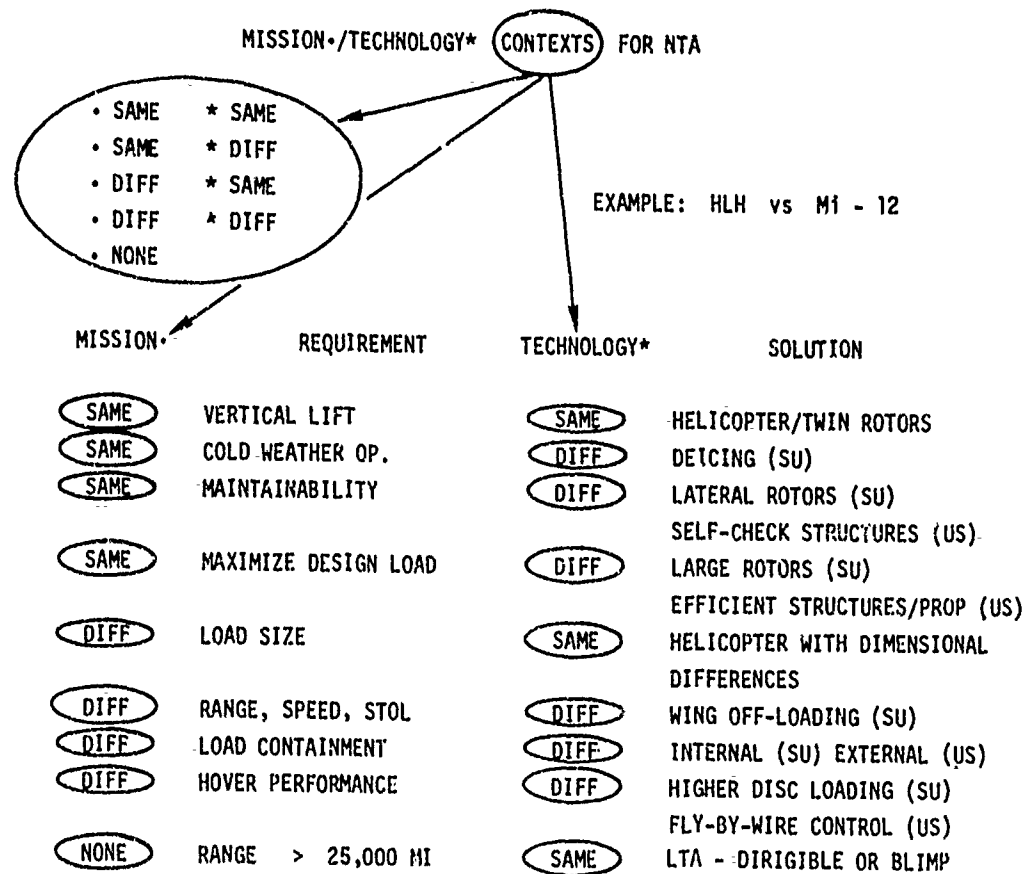 MISSION•/TECHNOLOGY* CONTEXTS FOR NTA
• SAME * SAME
• SAME * DIFF
• DIFF * SAME
• DIFF * DIFF
• NONE
EXAMPLE: HLH vs Mi - 12
MISSION• REQUIREMENT TECHNOLOGY* SOLUTION
SAME VERTICAL LIFT SAME HELICOPTER/TWIN ROTORS
SAME COLD WEATHER OP. DIFF DEICING (SU)
SAME MAINTAINABILITY DIFF LATERAL ROTORS (SU)
SELF-CHECK STRUCTURES (US)
SAME MAXIMIZE DESIGN LOAD DIFF LARGE ROTORS (SU)
EFFICIENT STRUCTURES/PROP (US)
DIFF LOAD SIZE SAME HELICOPTER WITH DIMENSIONAL
DIFFERENCES
DIFF RANGE, SPEED, STOL DIFF WING OFF-LOADING (SU)
DIFF LOAD CONTAINMENT DIFF INTERNAL (SU) EXTERNAL (US)
DIFF HOVER PERFORMANCE DIFF HIGHER DISC LOADING (SU)
FLY-BY-WIRE CONTROL (US)
NONE RANGE > 25,000 MI SAME LTA - DIRIGIBLE OR BLIMP